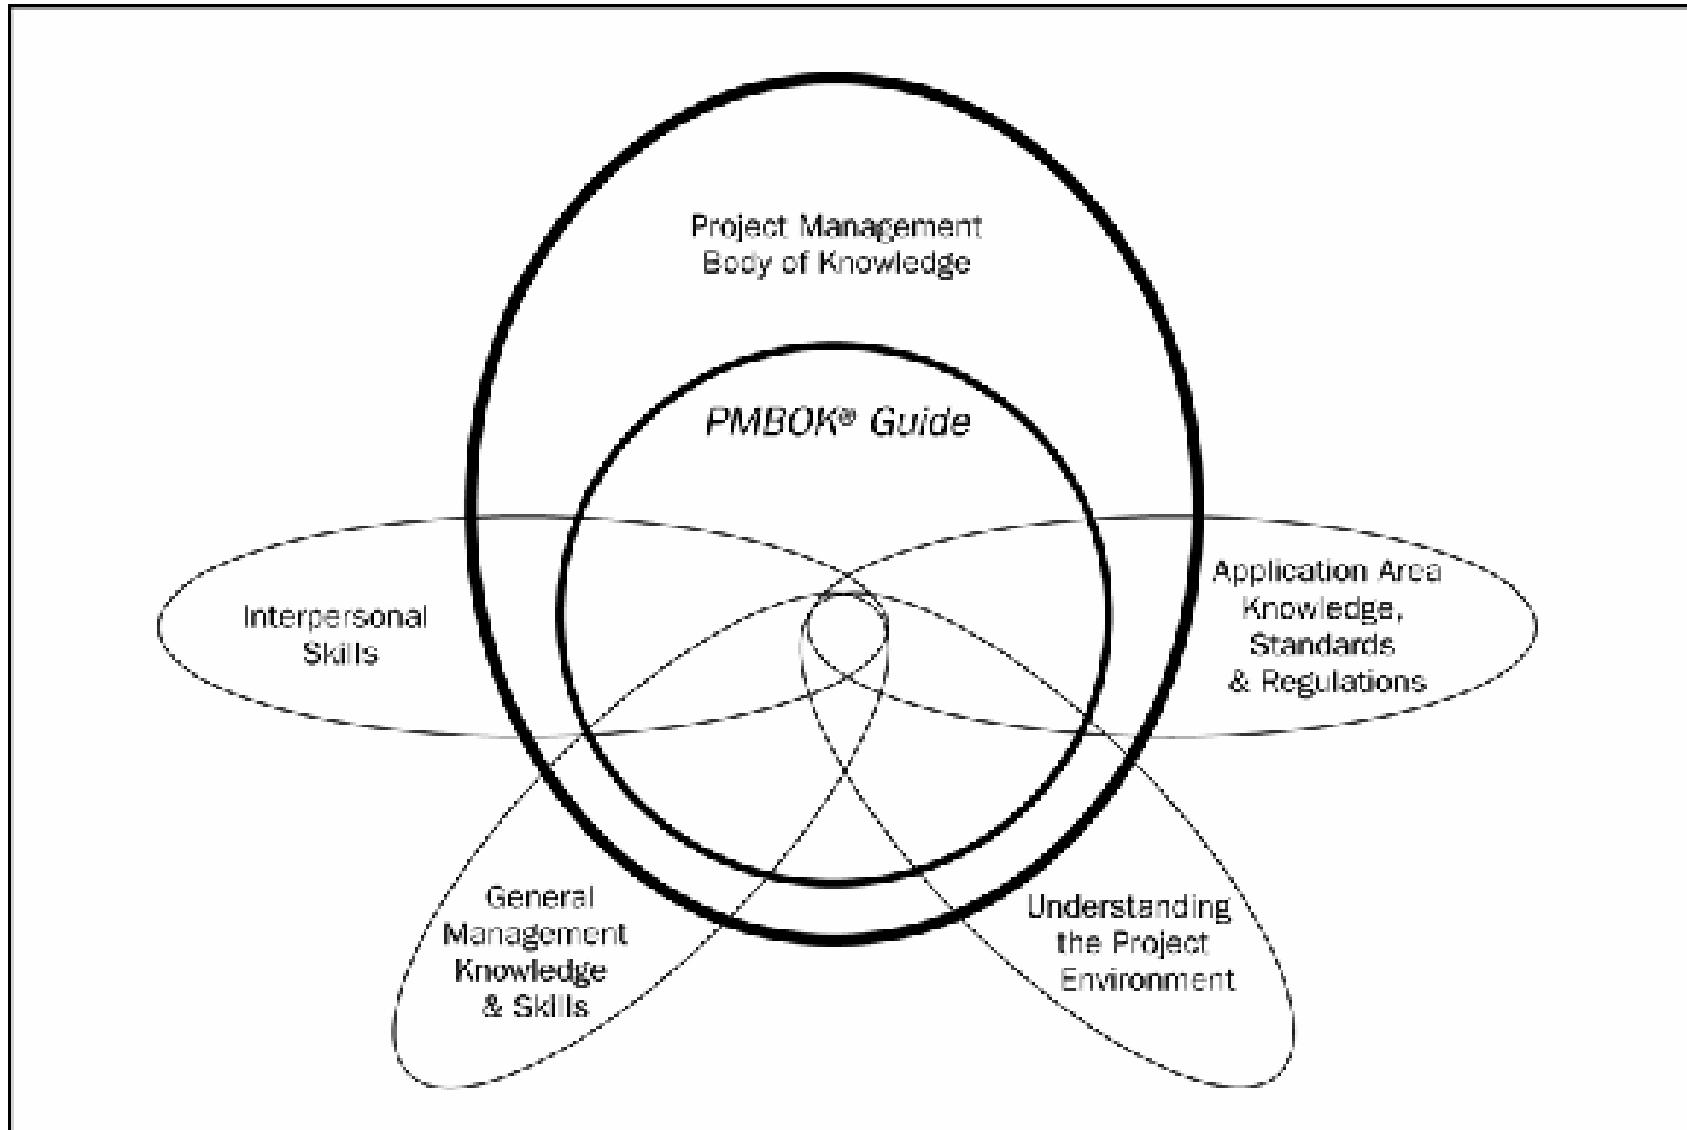 Project Management
Body of Knowledge
PMBOK® Guide
Interpersonal
Skills
Application Area
Knowledge,
Standards
& Regulations
General
Management
Knowledge
& Skills
Understanding
the Project
Environment